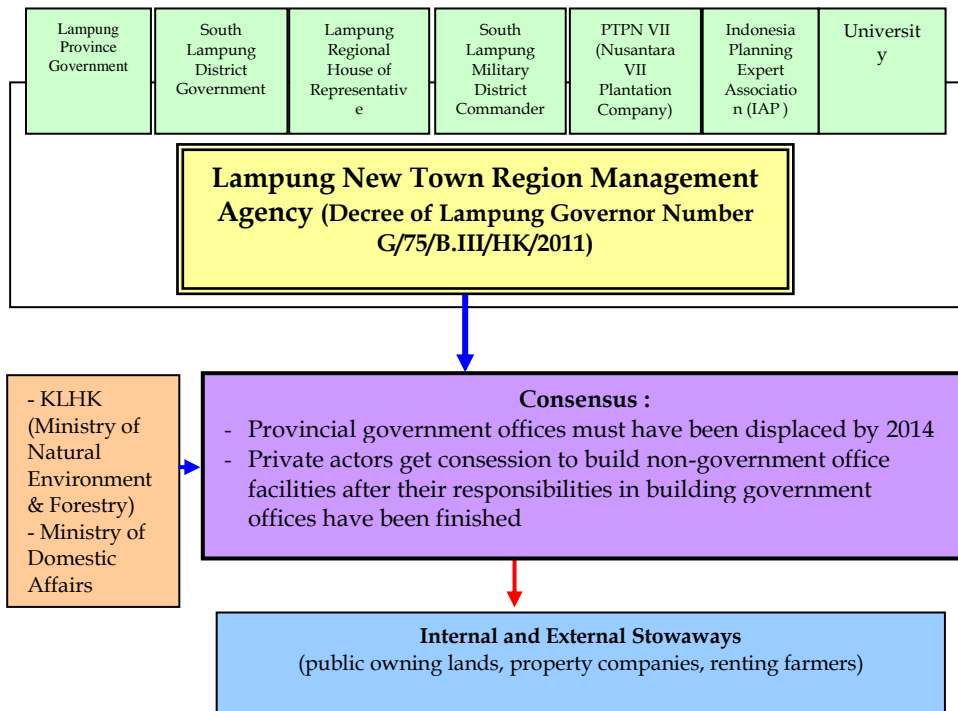 Lampung
Province
Government
South
Lampung
District
Government
Lampung
Regional
House of
Representativ
e
South
Lampung
Military
District
Commander
PTPN VII
(Nusantara
VII
Plantation
Company)
Indonesia
Planning
Expert
Associatio
n (IAP )
Universit
y
Lampung New Town Region Management
Agency (Decree of Lampung Governor Number
G/75/B.III/HK/2011)
- KLHK
(Ministry of
Natural
Environment
& Forestry)
- Ministry of
Domestic
Affairs
Consensus :
- Provincial government offices must have been displaced by 2014
- Private actors get consession to build non-government office
facilities after their responsibilities in building government
offices have been finished
Internal and External Stowaways
(public owning lands, property companies, renting farmers)